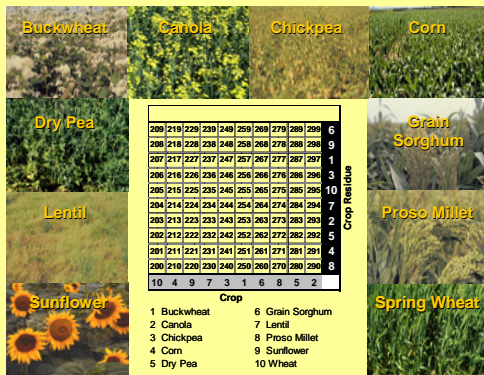 Buckwheat
Canola
Chickpea
Corn
Dry Pea
Grain
Sorghum
209 219 229 239 249 259 269 279 289 299 6
208 218 228 238 248 258 268 278 288 298 9
207 217 227 237 247 257 267 277 287 297 1
206 216 226 236 246 256 266 276 286 296 3
205 215 225 235 245 255 265 275 285 295 10
204 214 224 234 244 254 264 274 284 294 7
203 213 223 233 243 253 263 273 283 293 2
202 212 222 232 242 252 262 272 282 292 5
201 211 221 231 241 251 261 271 281 291 4
200 210 220 230 240 250 260 270 280 290 8
10 4 9 7 3 1 6 8 5 2
Crop Residue
Crop
Lentil
Proso Millet
Sunflower
Spring Wheat
1 Buckwheat
2 Canola
3 Chickpea
4 Corn
5 Dry Pea
6 Grain Sorghum
7 Lentil
8 Proso Millet
9 Sunflower
10 Wheat